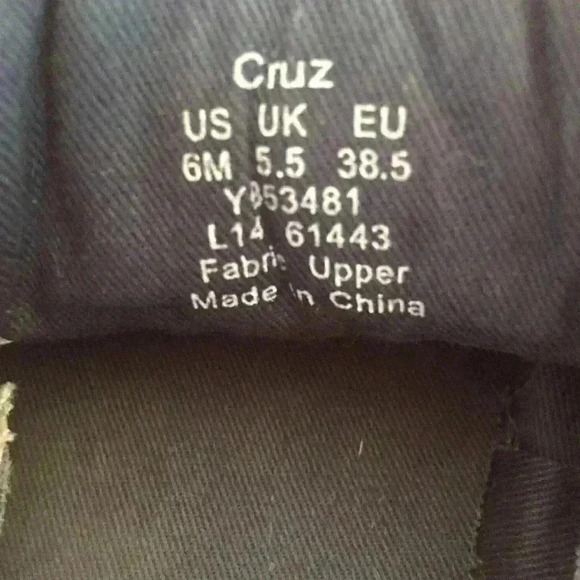 Cruz
US UK EU
6M 5.5 38.5
Y853481
L14 61443
Fabric Upper
Made in China